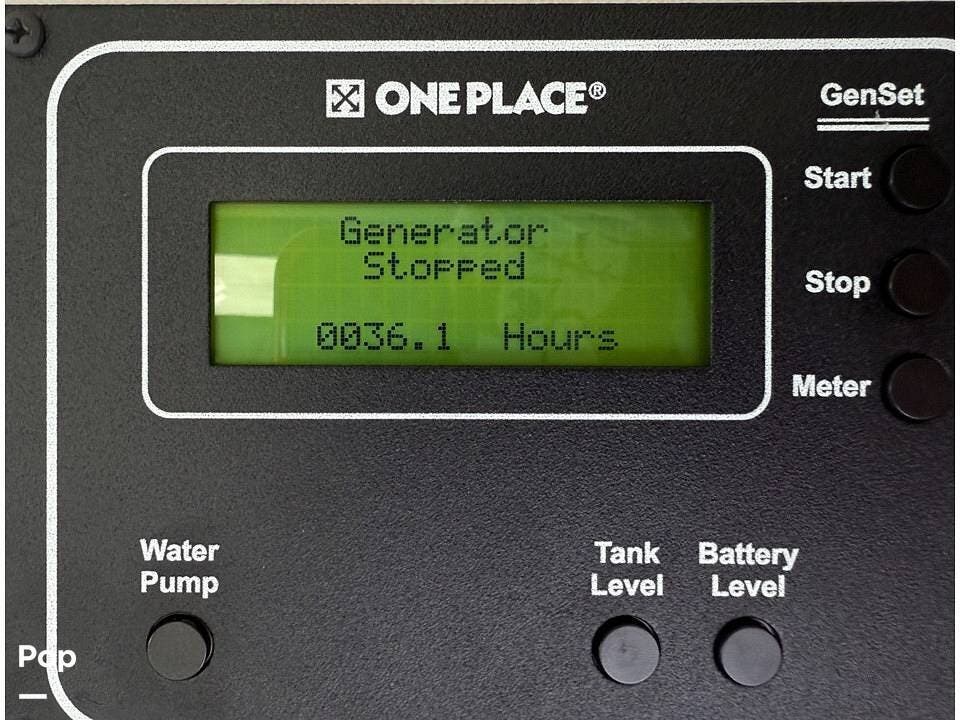 ONE PLACE®
GenSet
Generator
Stopped
0036.1 Hours
Start
Stop
Meter
Water
Pump
Tank
Level
Battery
Level
Pop